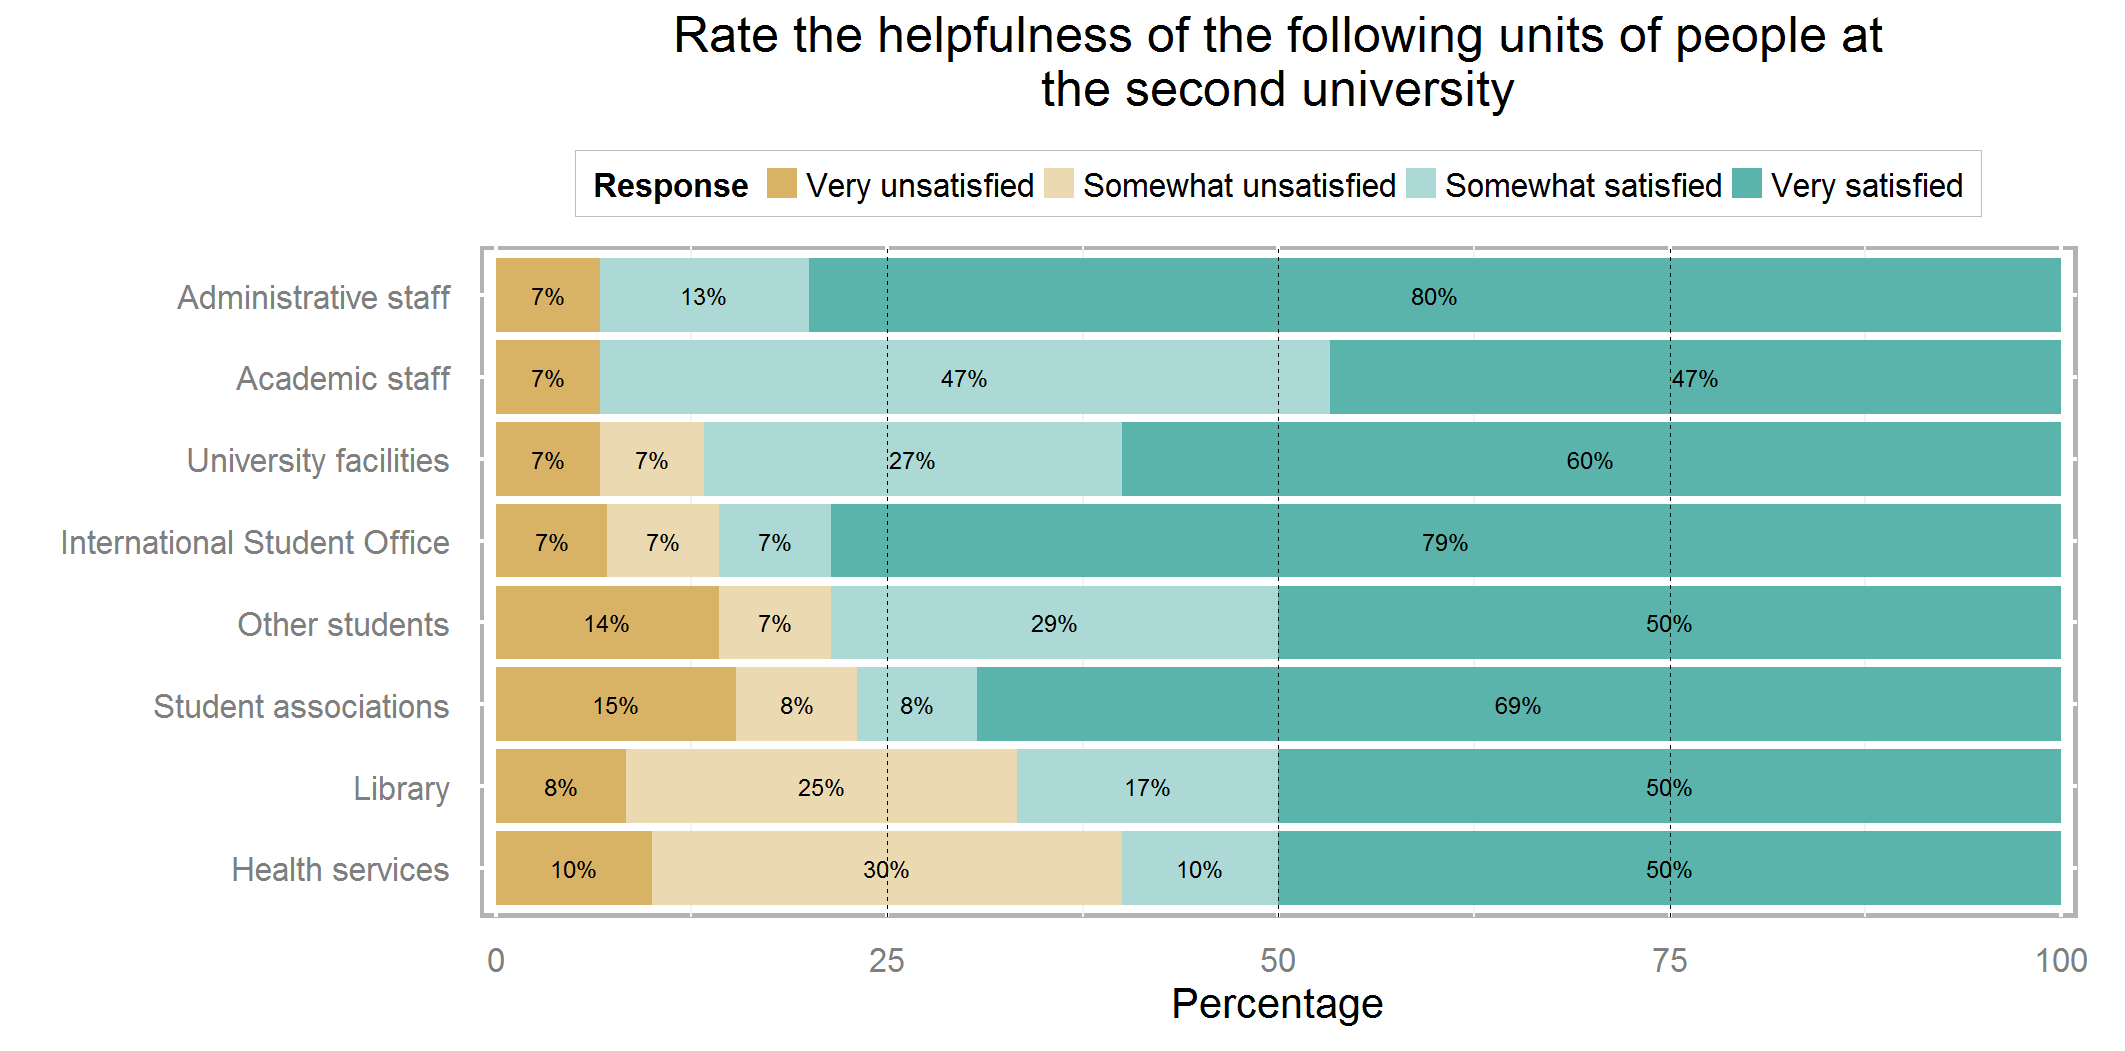 Rate the helpfulness of the following units of people at
the second university
Response Very unsatisfied Somewhat unsatisfied Somewhat satisfied Very satisfied
Administrative staff 7% 13% 80%
Academic staff 7% 47% 47%
University facilities 7% 7% 27% 60%
International Student Office 7% 7% 7% 79%
Other students 14% 7% 29% 50%
Student associations 15% 8% 8% 69%
Library 8% 25% 17% 50%
Health services 10% 30% 10% 50%
0 25 50 75 100
Percentage